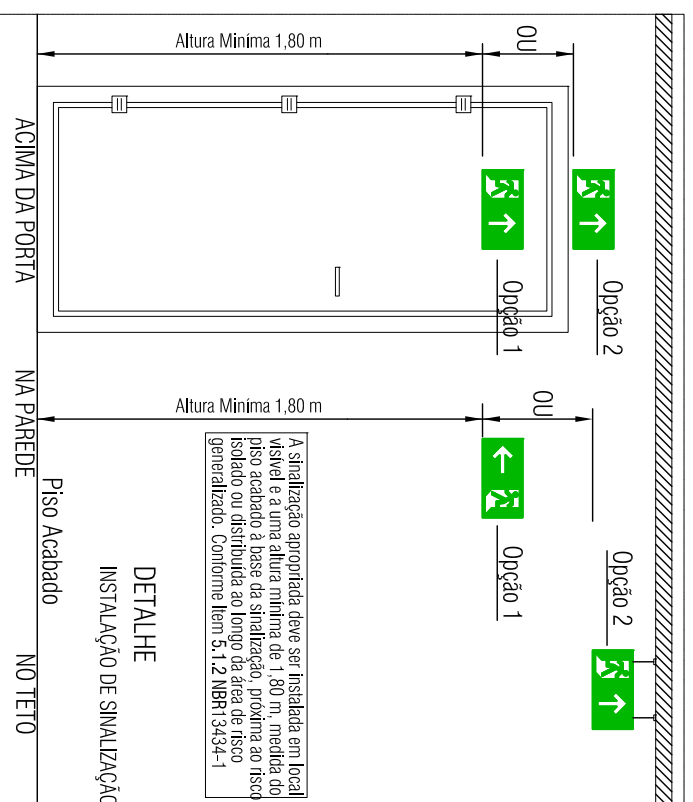 Altura Miníma 1,80 m
OU
Opção 2
Opção 1
ACIMA DA PORTA
Altura Miníma 1,80 m
OU
Opção 1
Opção 2
A sinalização apropriada deve ser instalada em local
visível e a uma altura mínima de 1,80 m, medida do
piso acabado à base da sinalização, próxima ao risco
isolado ou distribuída ao longo da área de risco
generalizado. Conforme Item 5.1.2 NBR13434-1
NA PAREDE
Piso Acabado
NO TETO
DETALHE
INSTALAÇÃO DE SINALIZAÇÃO